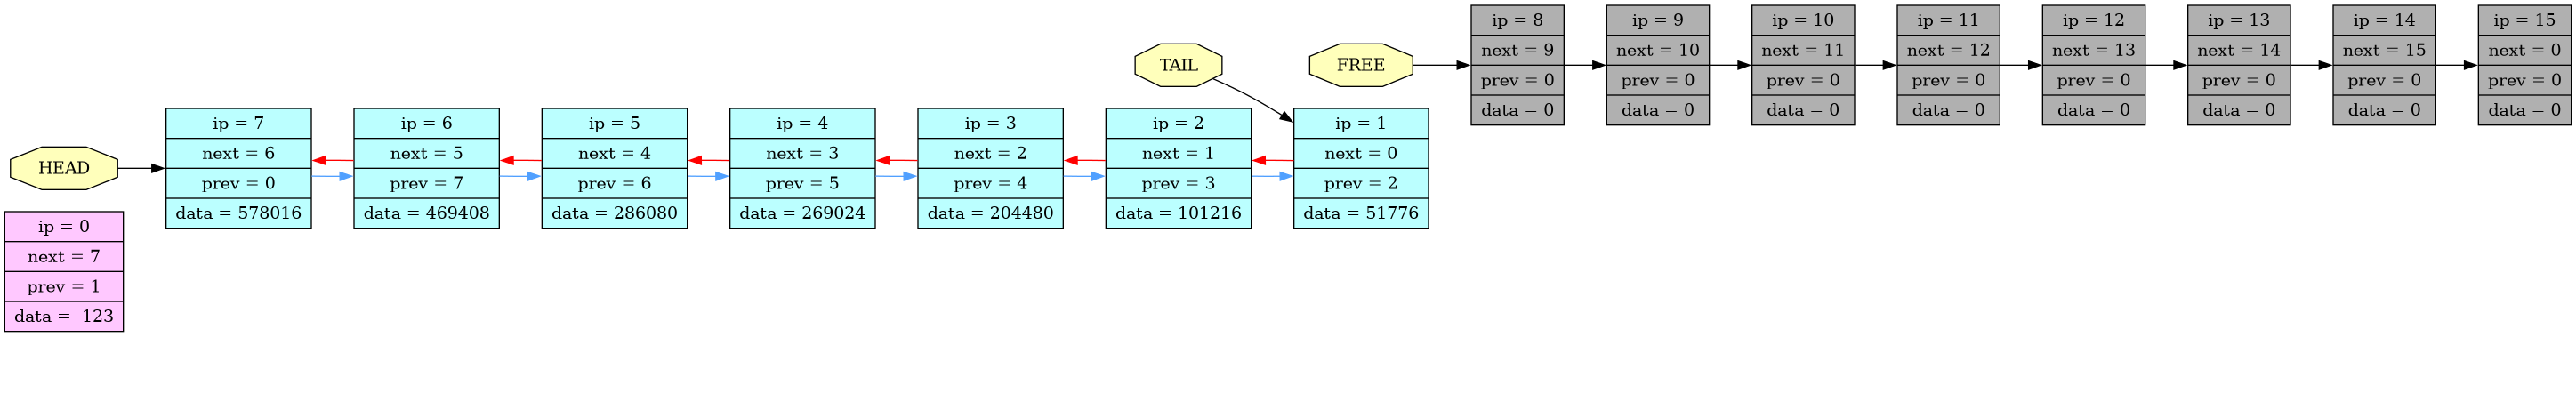 HEAD
ip = 0
next = 7
prev = 1
data = -123
ip = 7
next = 6
prev = 0
data = 578016
ip = 6
next = 5
prev = 7
data = 469408
ip = 5
next = 4
prev = 6
data = 286080
ip = 4
next = 3
prev = 5
data = 269024
ip = 3
next = 2
prev = 4
data = 204480
TAIL
ip = 2
next = 1
prev = 3
data = 101216
FREE
ip = 1
next = 0
prev = 2
data = 51776
ip = 8
next = 9
prev = 0
data = 0
ip = 9
next = 10
prev = 0
data = 0
ip = 10
next = 11
prev = 0
data = 0
ip = 11
next = 12
prev = 0
data = 0
ip = 12
next = 13
prev = 0
data = 0
ip = 13
next = 14
prev = 0
data = 0
ip = 14
next = 15
prev = 0
data = 0
ip = 15
next = 0
prev = 0
data = 0